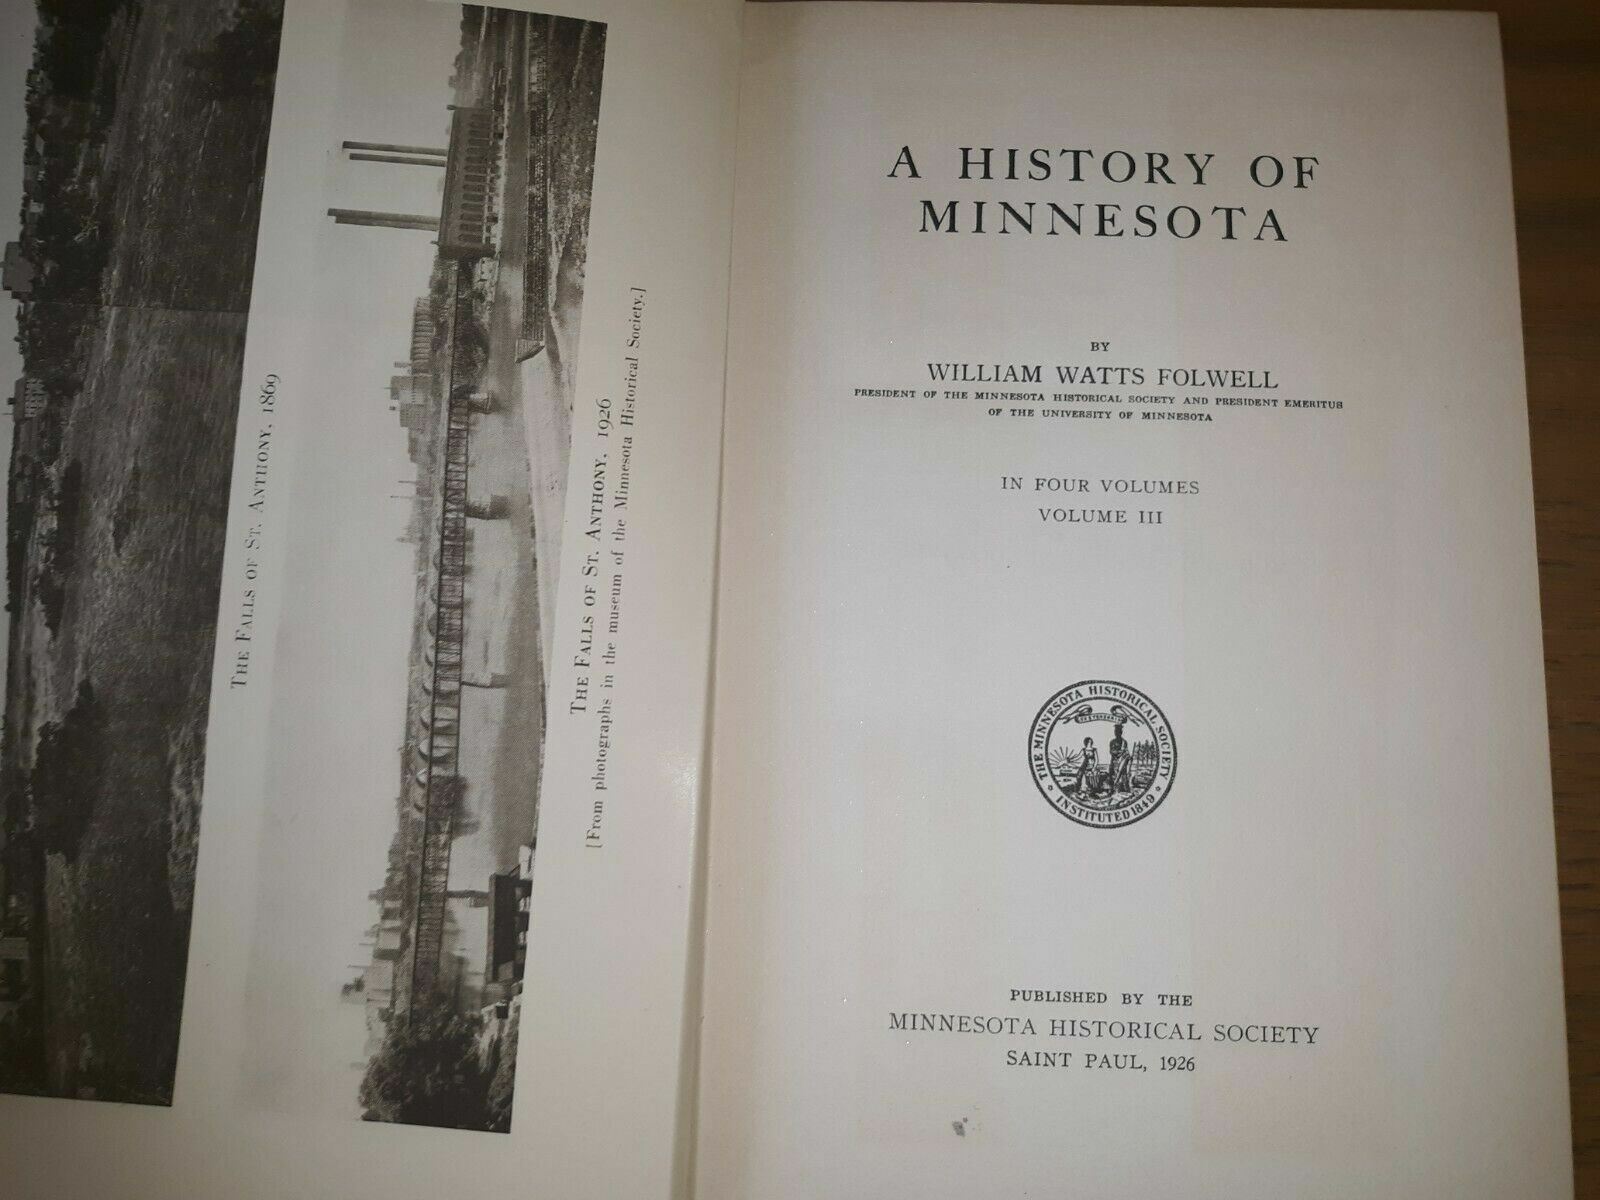 THE FALLS OF ST. ANTHONY, 1869
THE FALLS OF ST. ANTHONY, 1926
[From photographs in the museum of the Minnesota Historical Society.]
A HISTORY OF
MINNESOTA
BY
WILLIAM WATTS FOLWELL
PRESIDENT OF THE MINNESOTA HISTORICAL SOCIETY AND PRESIDENT EMERITUS
OF THE UNIVERSITY OF MINNESOTA
IN FOUR VOLUMES
VOLUME III
THE MINNESOTA HISTORICAL SOCIETY
INSTITUTED 1849
PUBLISHED BY THE
MINNESOTA HISTORICAL SOCIETY
SAINT PAUL, 1926